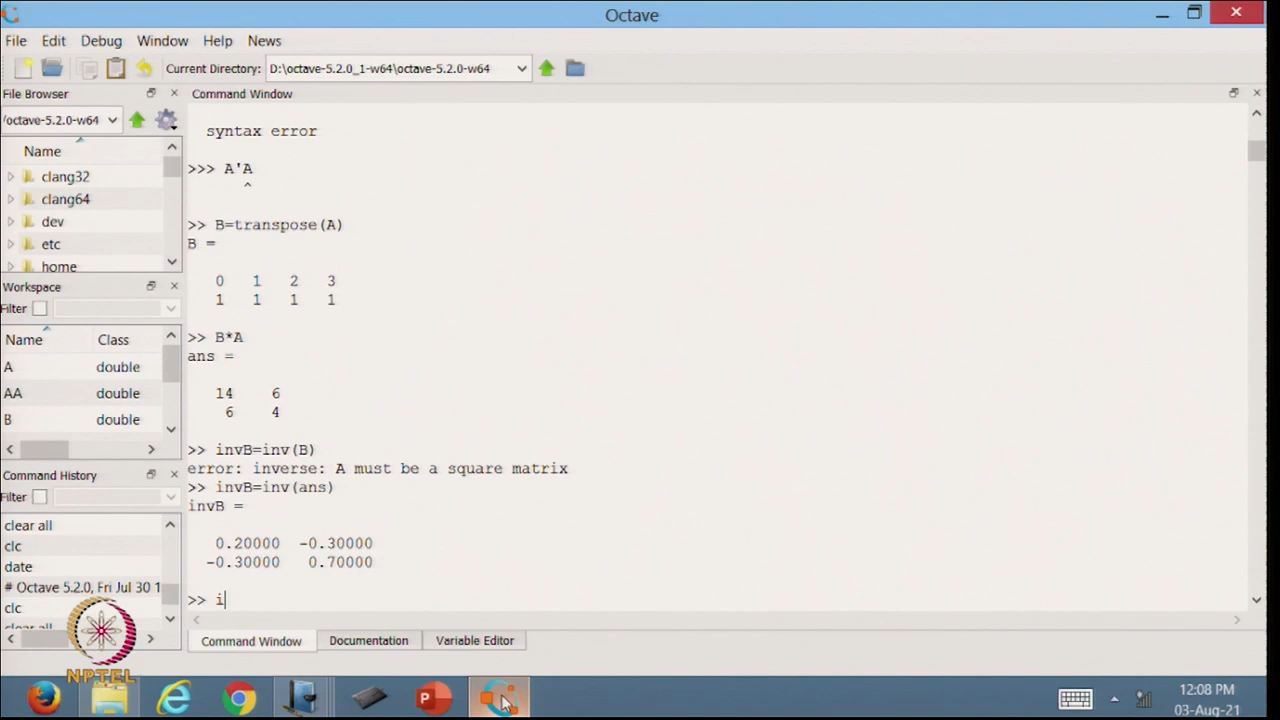 Octave
File Edit Debug Window Help News
Current Directory: D:\octave-5.2.0_1-w64\octave-5.2.0-w64
File Browser
/octave-5.2.0-w64
Name
clang32
clang64
dev
etc
home
Workspace
Filter
Name Class
A double
AA double
B double
Command History
Filter
clear all
clc
date
# Octave 5.2.0, Fri Jul 30 1
clc
clear all
Command Window
syntax error
>>> A'A
^
>> B=transpose(A)
B =
0 1 2 3
1 1 1 1
>> B*A
ans =
14 6
6 4
>> invB=inv(B)
error: inverse: A must be a square matrix
>> invB=inv(ans)
invB =
0.20000 -0.30000
-0.30000 0.70000
>> i
Command Window Documentation Variable Editor
NPTEL
12:08 PM
03-Aug-21